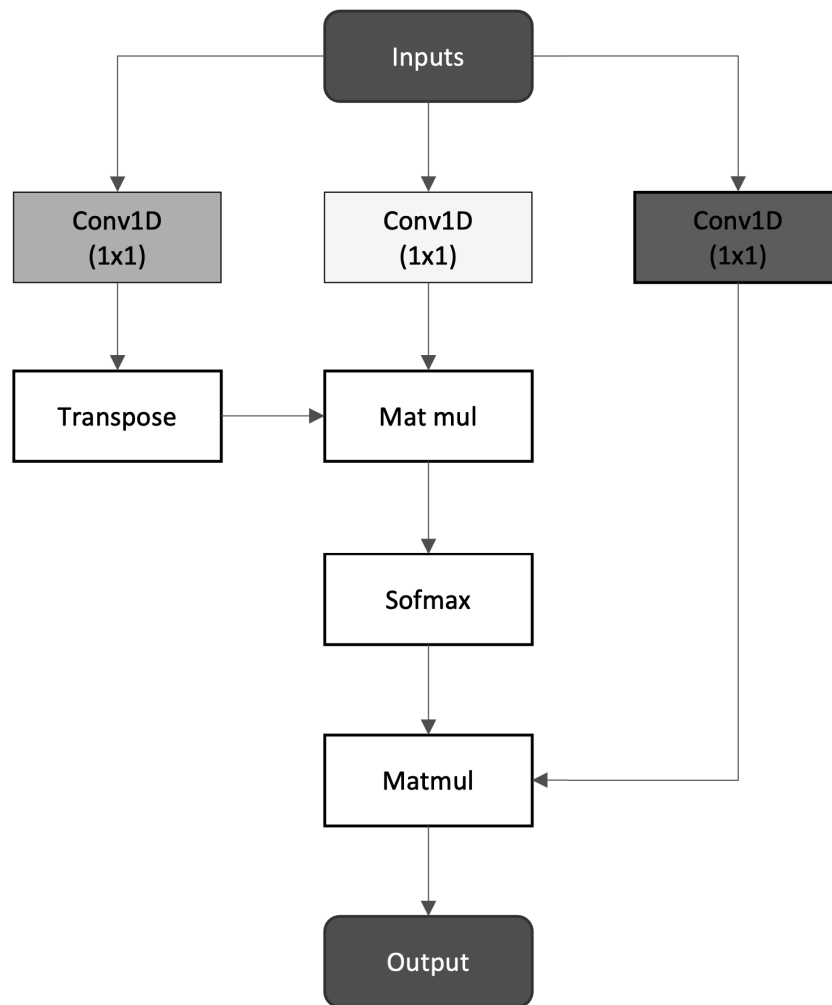 Inputs
Conv1D
(1x1)
Conv1D
(1x1)
Conv1D
(1x1)
Transpose
Mat mul
Sofmax
Matmul
Output